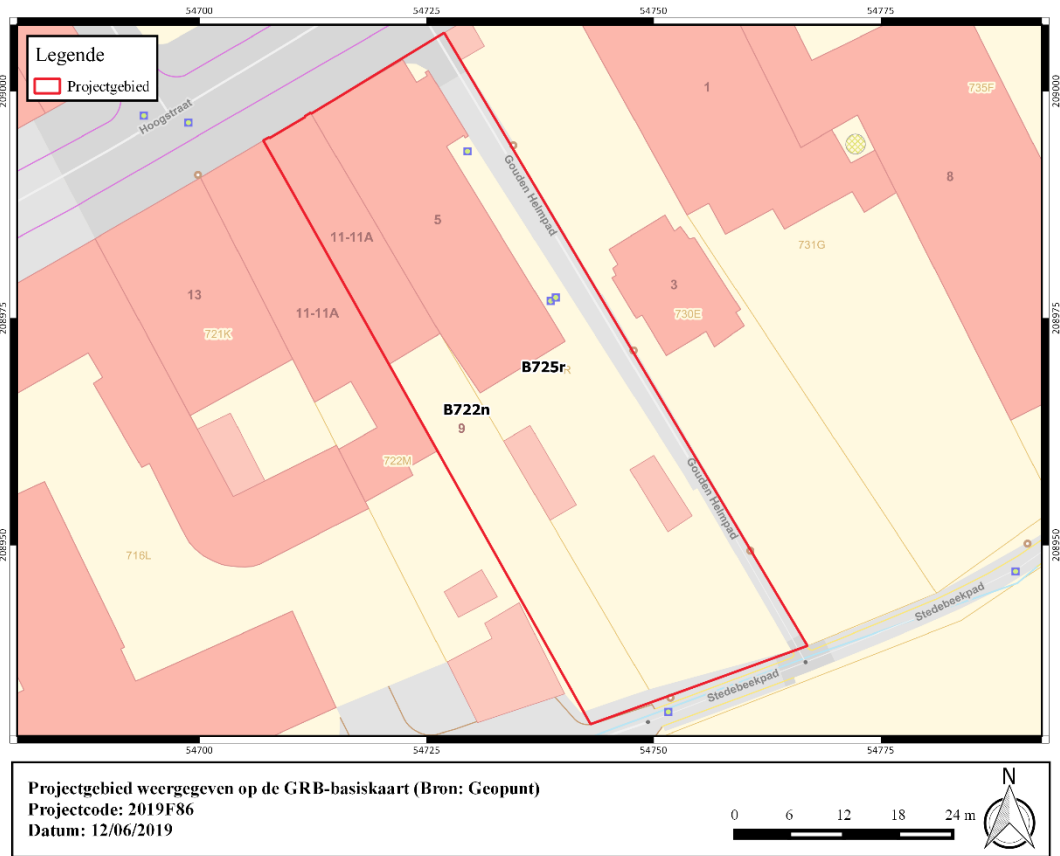 54700 54725 54750 54775
Legende
Projectgebied
209000
209000
Hoogstraat
1
735F
Gouden Helmpad
8
5
11-11A
731G
13
11-11A
3
730E
721K
208975
208975
B725r
R
B722n
9
722M
Gouden Helmpad
716L
208950
208950
Stedebeekpad
Stedebeekpad
54700 54725 54750 54775
Projectgebied weergegeven op de GRB-basiskaart (Bron: Geopunt)
Projectcode: 2019F86
Datum: 12/06/2019
N
0 6 12 18 24 m